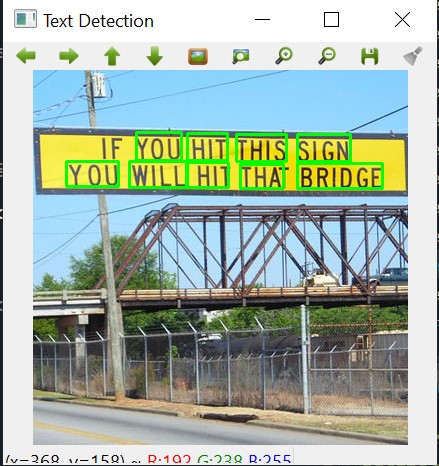 Text Detection
IF YOU HIT THIS SIGN
YOU WILL HIT THAT BRIDGE
(x=368, y=158) ~ R:192 G:238 B:255